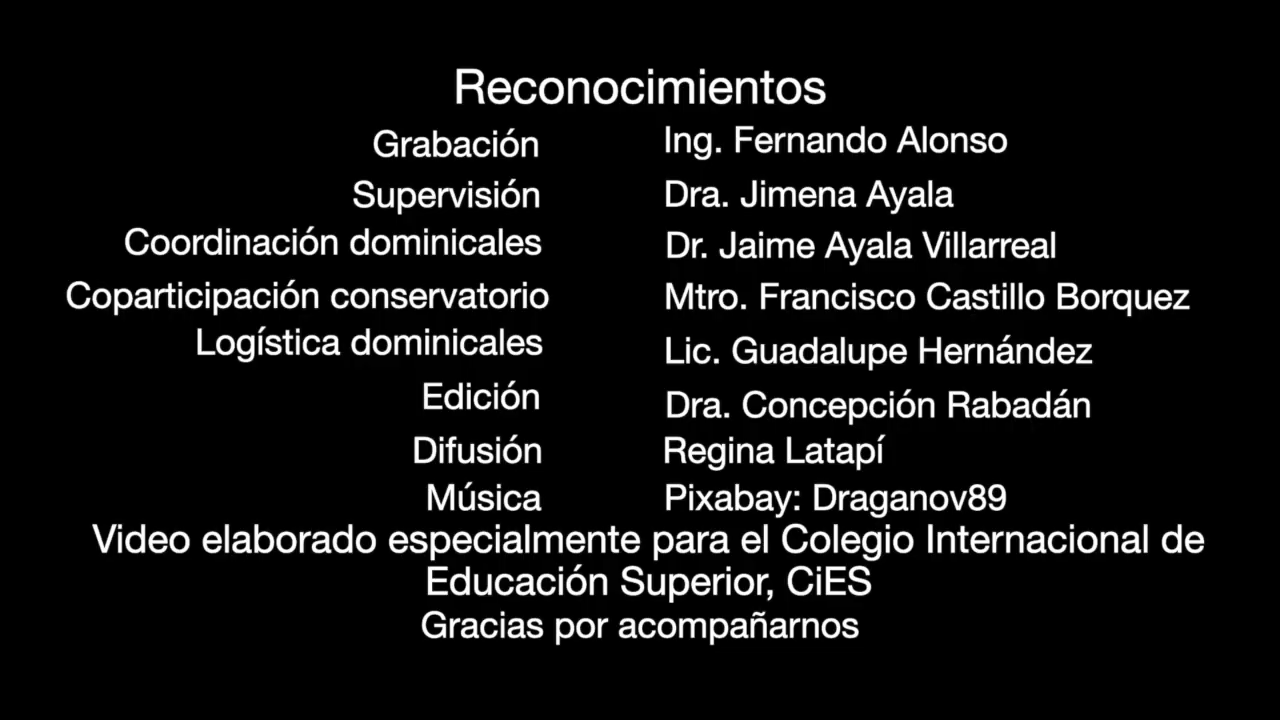 Reconocimientos
Grabación Ing. Fernando Alonso
Supervisión Dra. Jimena Ayala
Coordinación dominicales Dr. Jaime Ayala Villarreal
Coparticipación conservatorio Mtro. Francisco Castillo Borquez
Logística dominicales Lic. Guadalupe Hernández
Edición Dra. Concepción Rabadán
Difusión Regina Latapí
Música Pixabay: Draganov89
Video elaborado especialmente para el Colegio Internacional de
Educación Superior, CiES
Gracias por acompañarnos